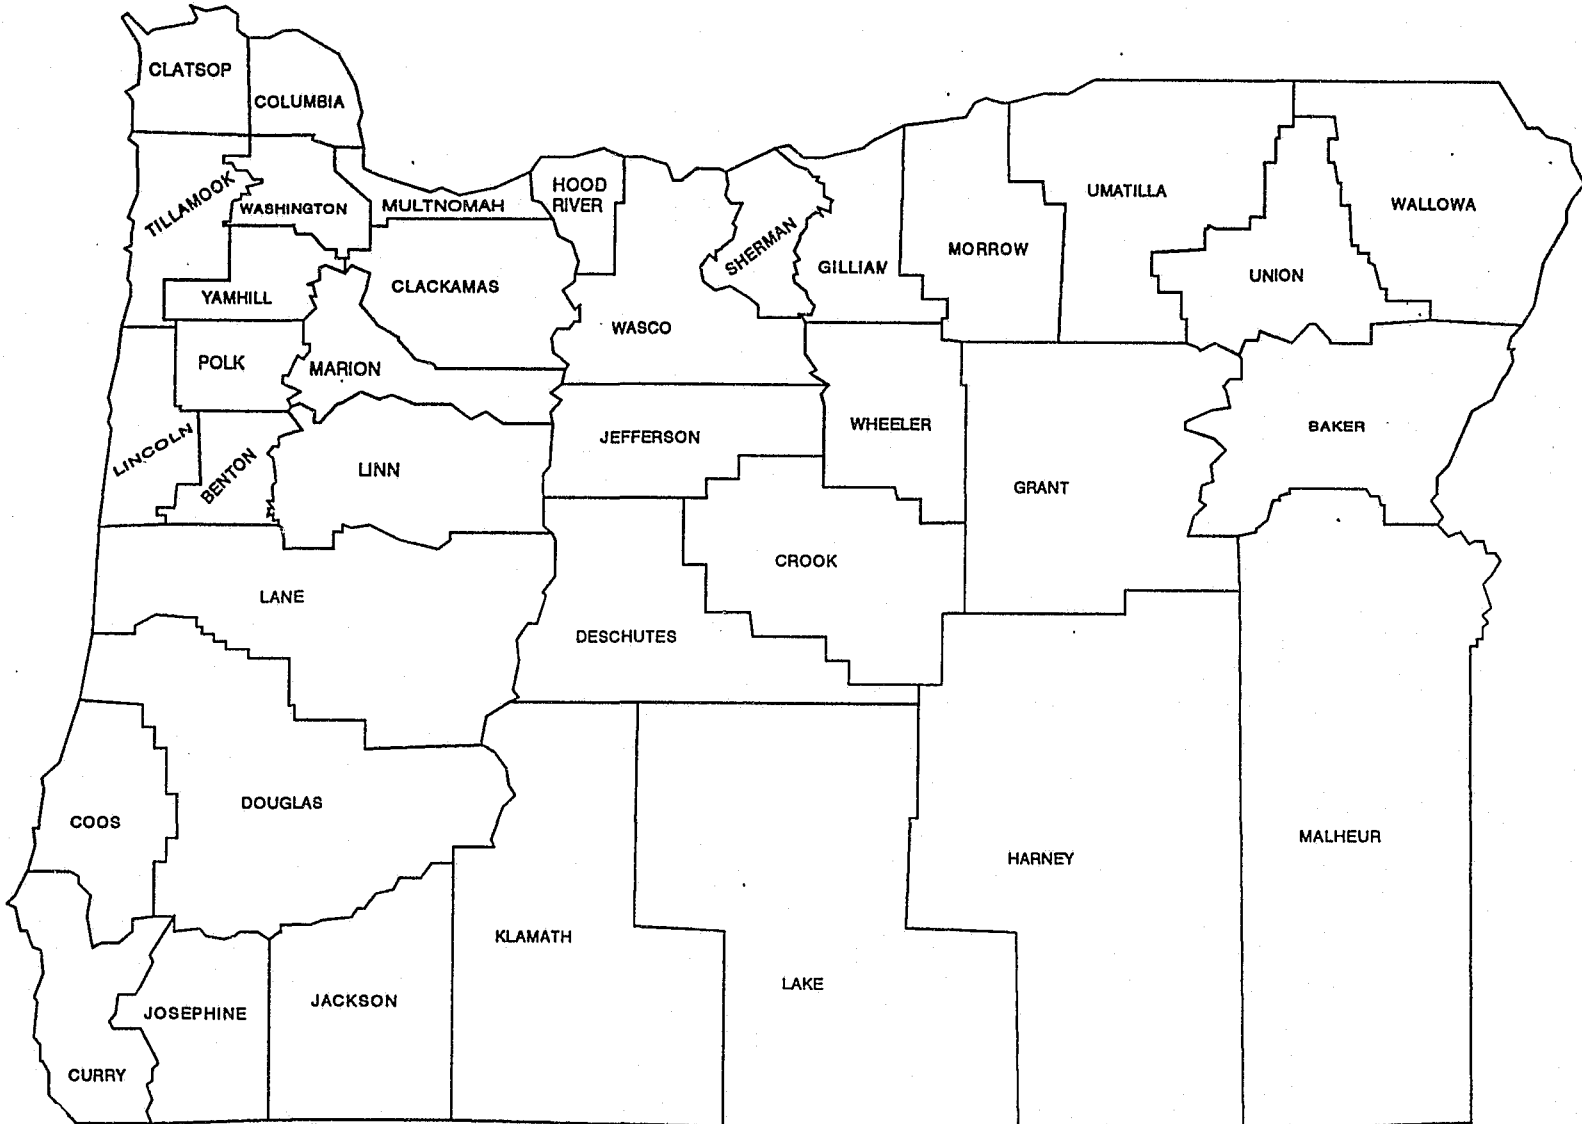 CLATSOP
COLUMBIA
TILLAMOOK
WASHINGTON
MULTNOMAH
HOOD
RIVER
SHERMAN
GILLIAM
MORROW
UMATILLA
UNION
WALLOWA
YAMHILL
CLACKAMAS
WASCO
POLK
MARION
LINCOLN
BENTON
LINN
JEFFERSON
WHEELER
GRANT
BAKER
LANE
DESCHUTES
CROOK
COOS
DOUGLAS
HARNEY
MALHEUR
KLAMATH
LAKE
JOSEPHINE
JACKSON
CURRY